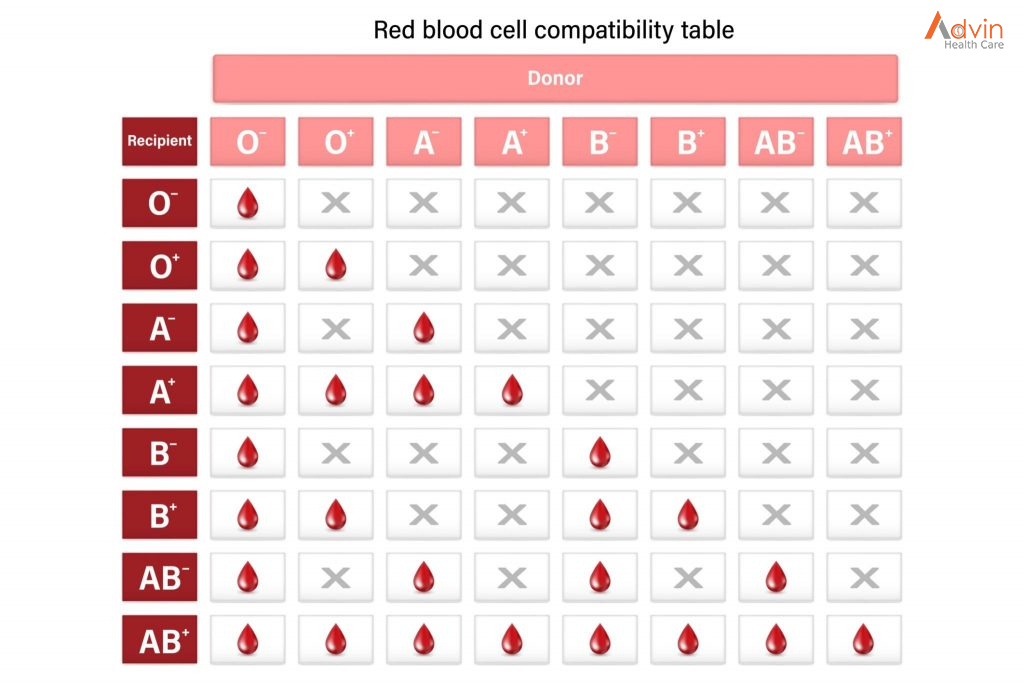 Red blood cell compatibility table
Advin
Health Care
Donor
Recipient O⁻ O⁺ A⁻ A⁺ B⁻ B⁺ AB⁻ AB⁺
O⁻ X X X X X X X
O⁺ X X X X X X
A⁻ X X X X X X
A⁺ X X X X
B⁻ X X X X X X
B⁺ X X X X
AB⁻ X X X X
AB⁺